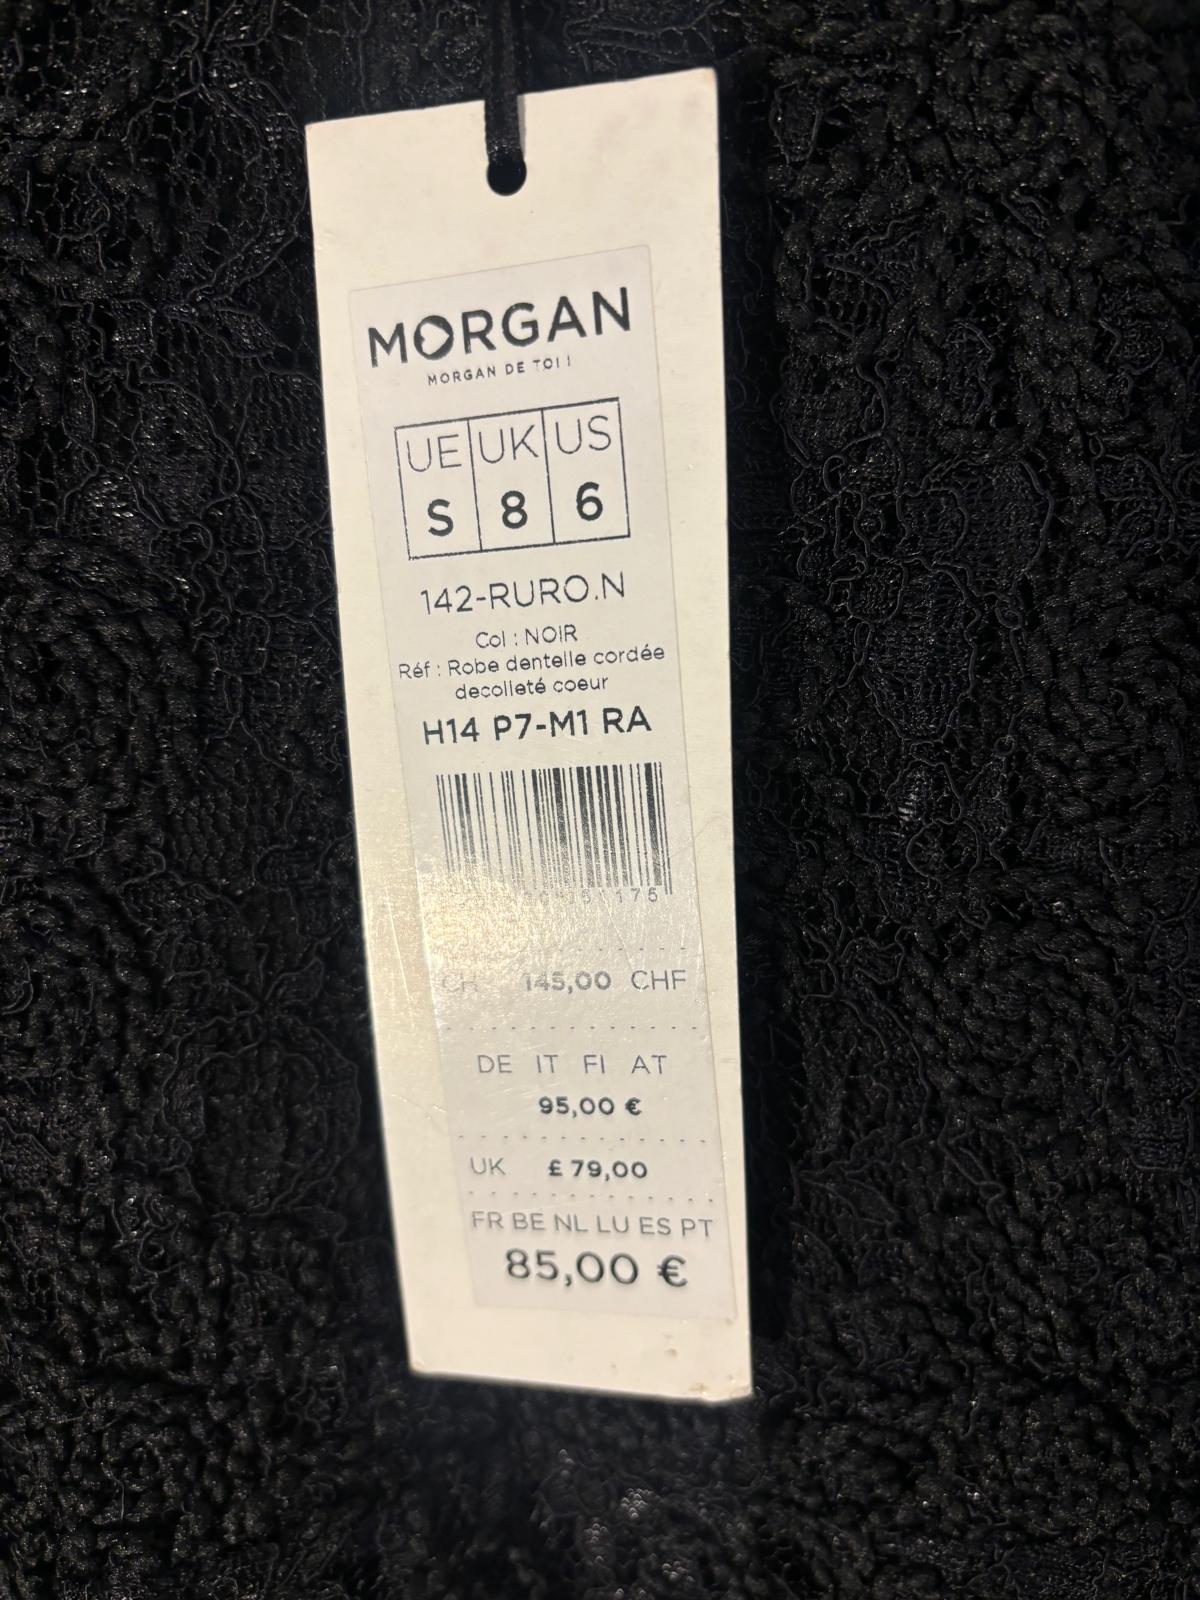 MORGAN
MORGAN DE TOI !
UE UK US
S 8 6
142-RURO.N
Col : NOIR
Réf : Robe dentelle cordée
decolleté coeur
H14 P7-M1 RA
175
CH 145,00 CHF
DE IT FI AT
95,00 €
UK £ 79,00
FR BE NL LU ES PT
85,00 €